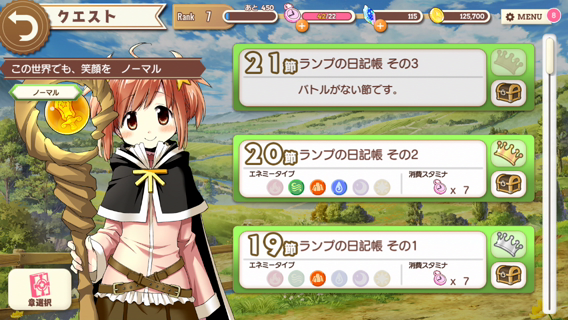 クエスト
Rank 7
あと 450
42/22
115
125,700
MENU
8
この世界でも、笑顔を ノーマル
ノーマル
21節 ランプの日記帳 その3
バトルがない節です。
20節 ランプの日記帳 その2
エネミータイプ
消費スタミナ
x 7
19節 ランプの日記帳 その1
エネミータイプ
消費スタミナ
x 7
章選択